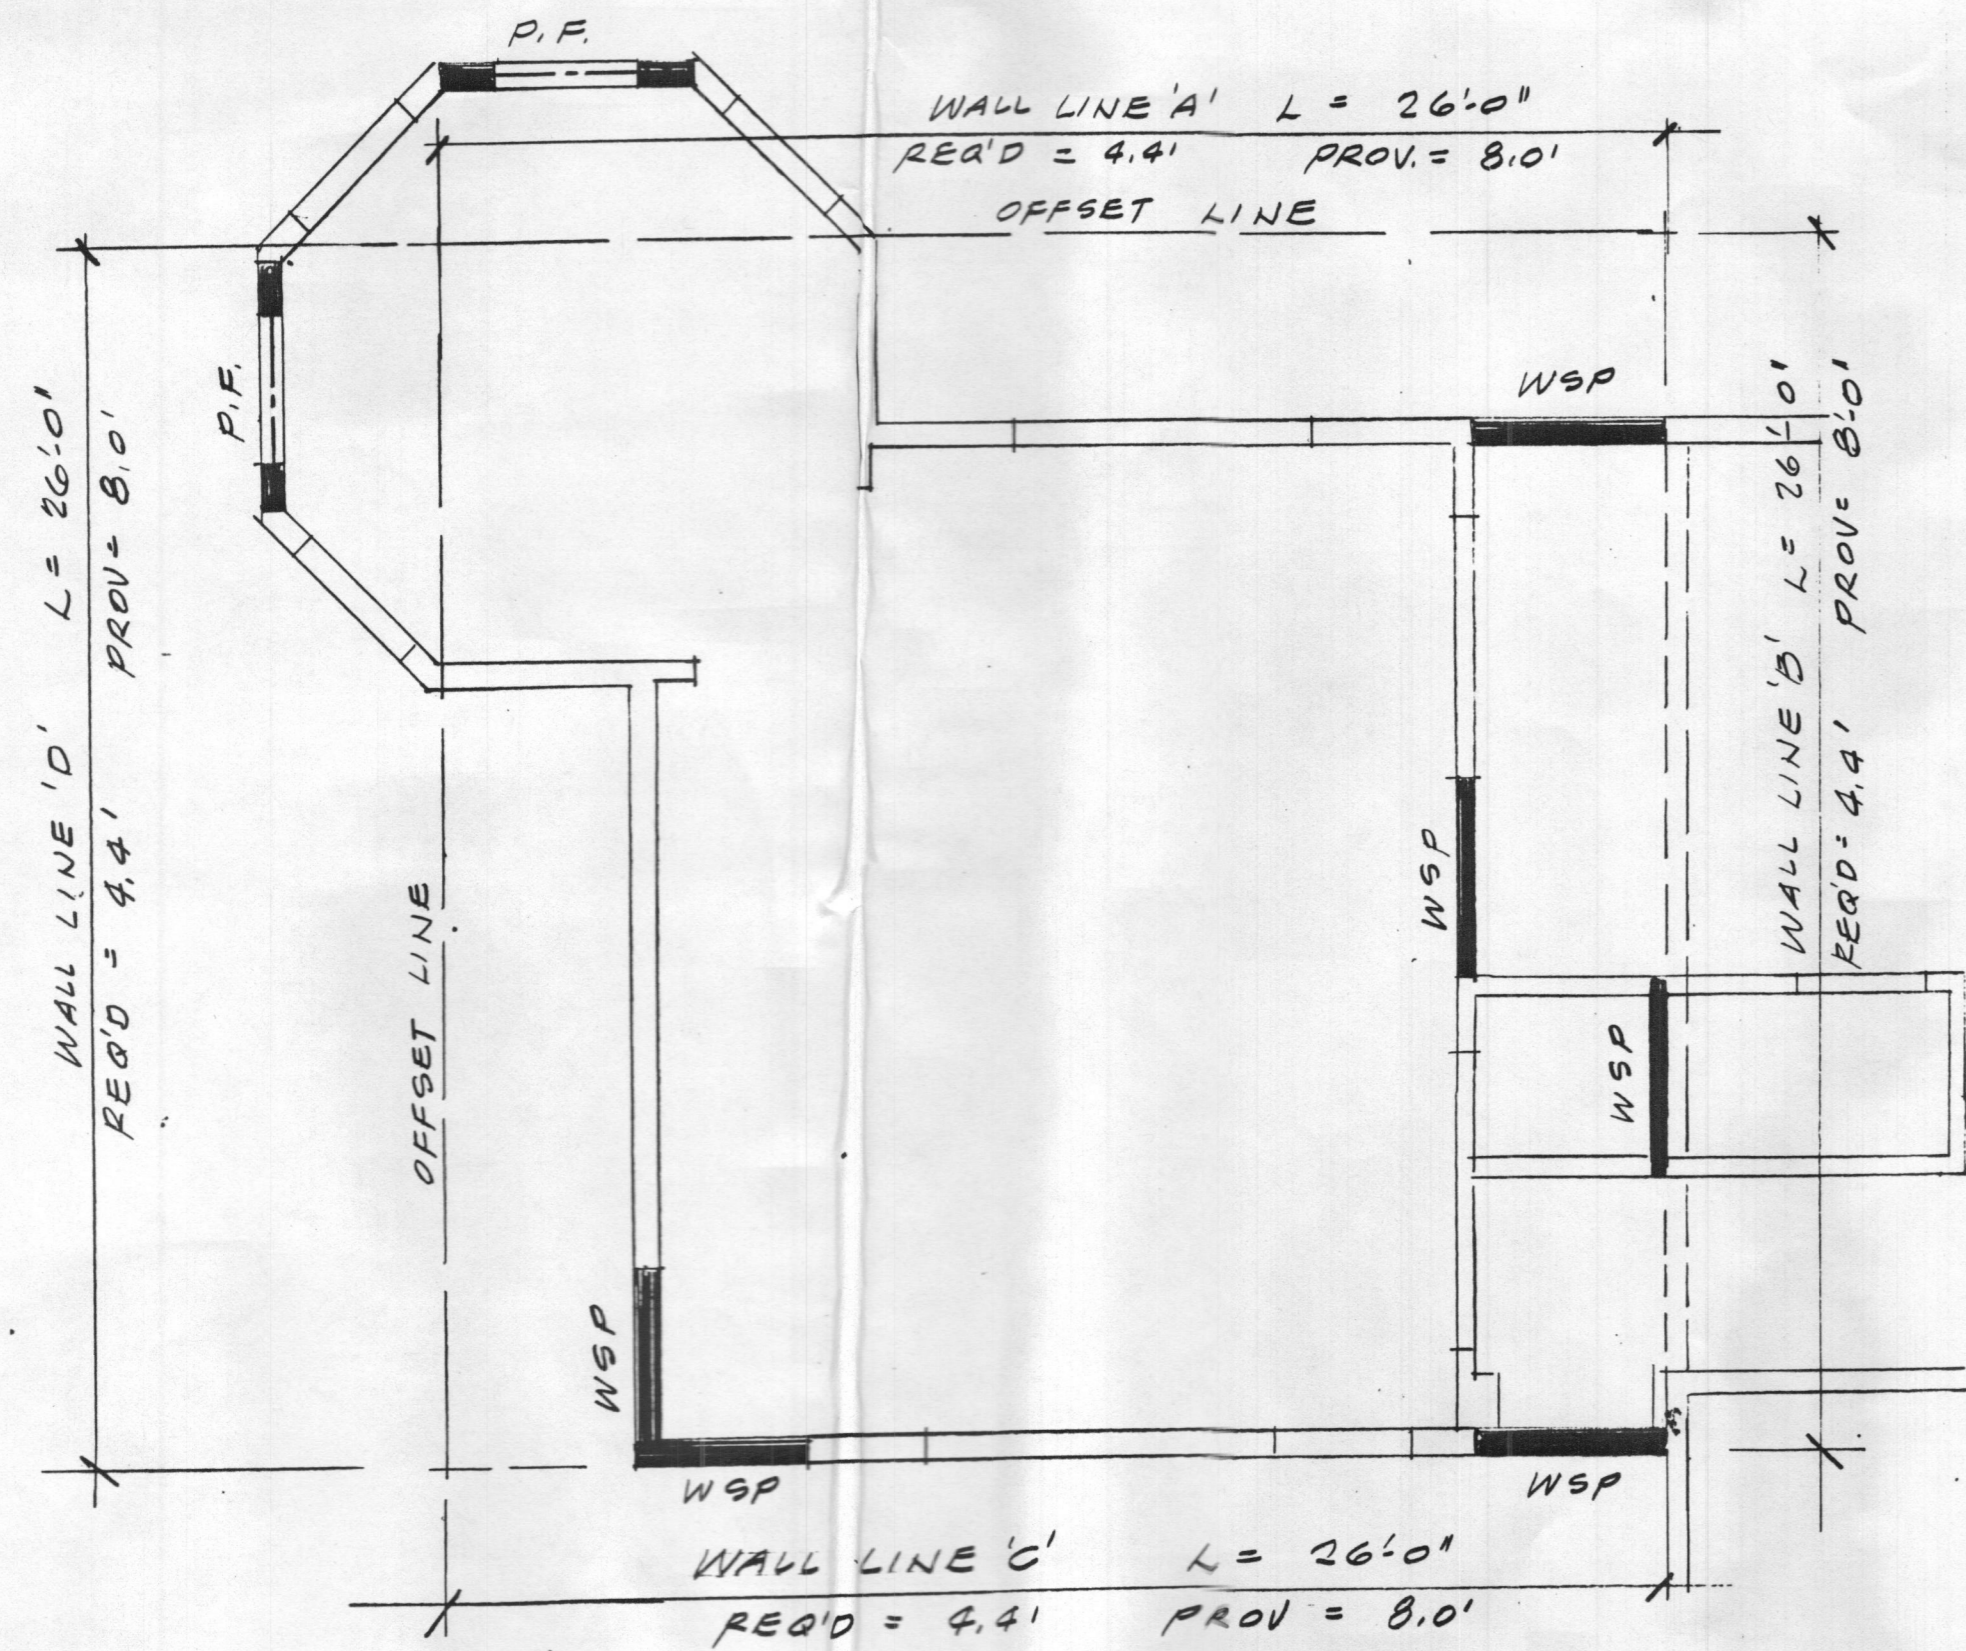 P.F.
WALL LINE 'A' L = 26'-0"
REQ'D = 4.4' PROV. = 8.0'
OFFSET LINE
P.F.
WSP
WALL LINE 'D' L = 26'-0"
REQ'D = 4.4' PROV = 8.0'
OFFSET LINE
WSP
WSP
WALL LINE 'B' L = 26'-0"
REQ'D = 4.4' PROV = 8'-0"
WSP
WSP
WSP
WALL LINE 'C' L = 26'-0"
REQ'D = 4.4' PROV = 8.0'